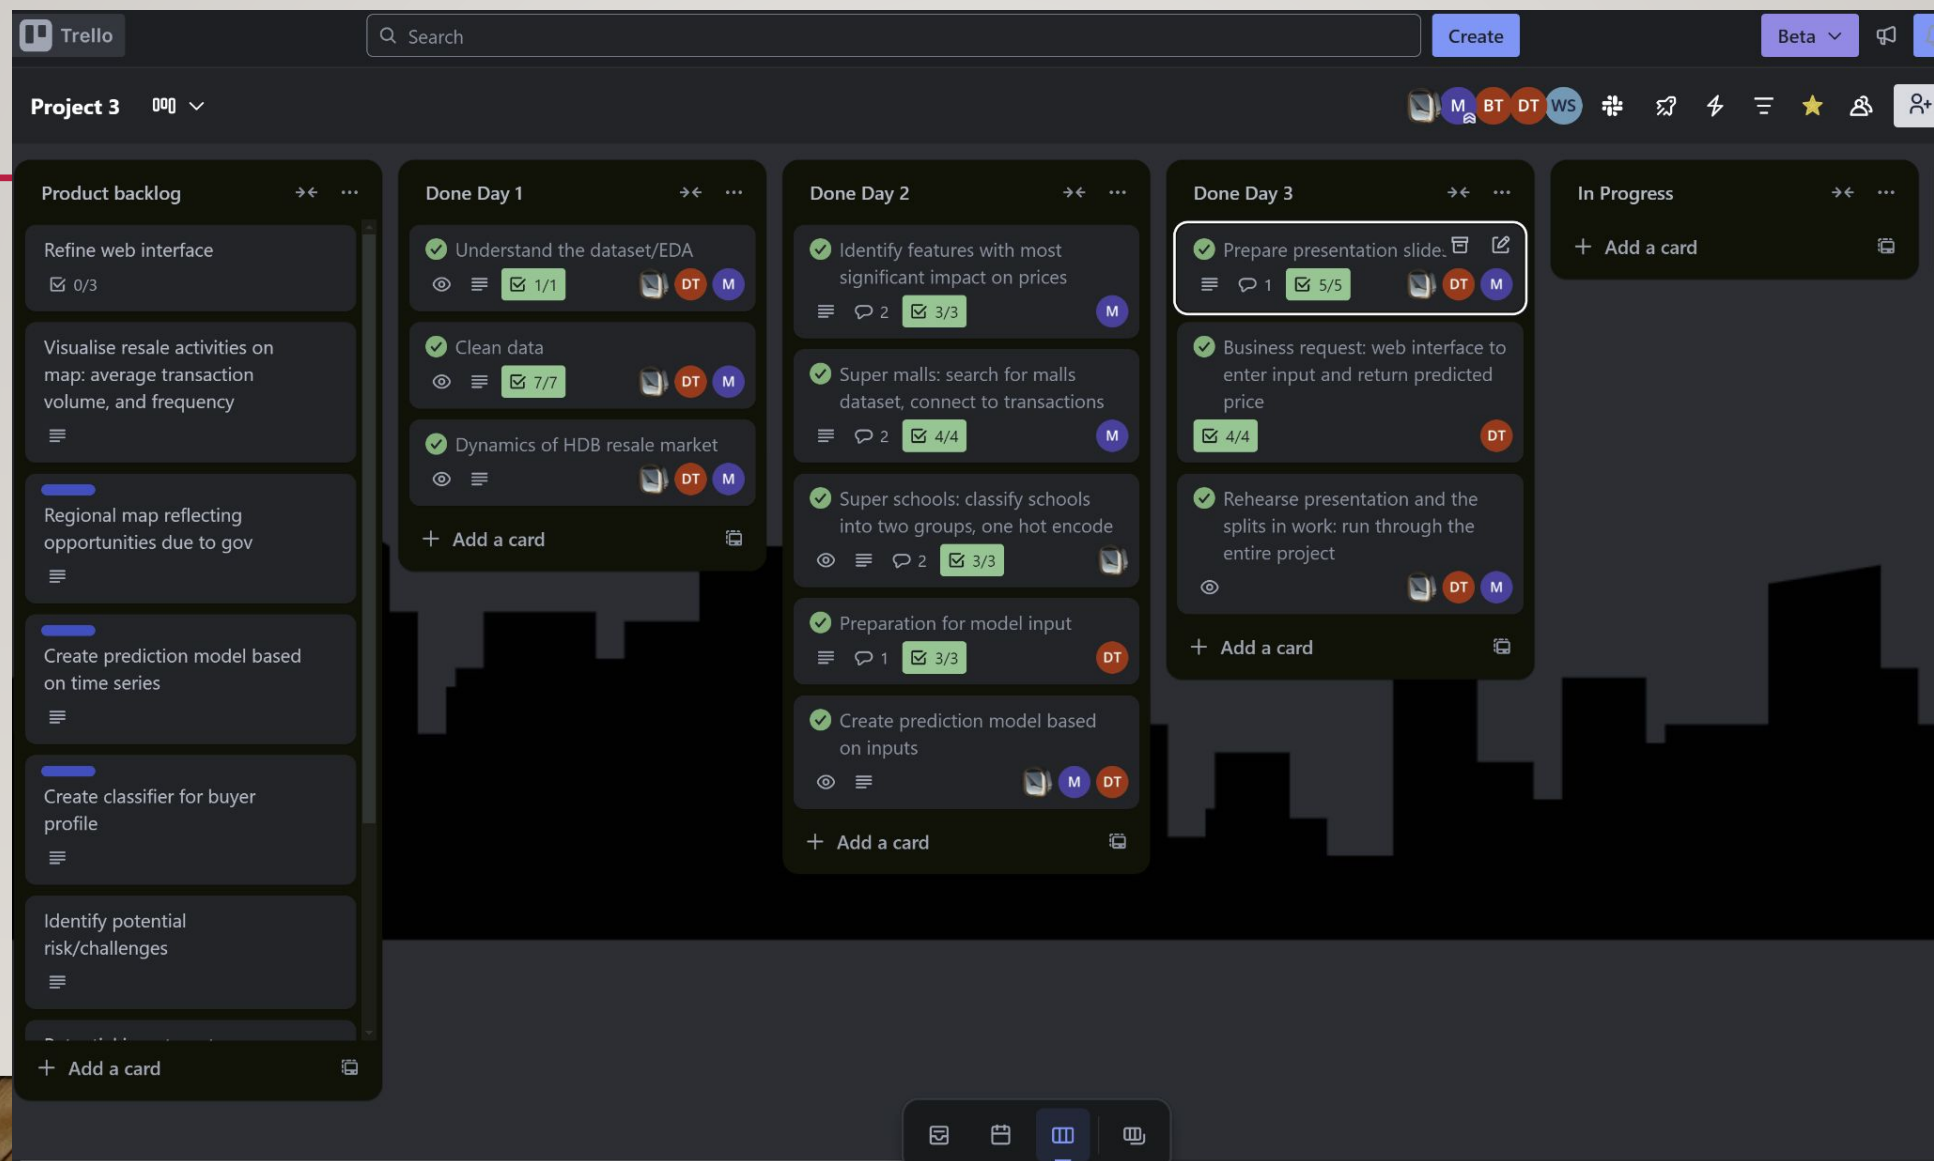 Trello
Search
Create
Beta
Project 3
M
BT
DT
WS
Product backlog
Refine web interface
0/3
Visualise resale activities on
map: average transaction
volume, and frequency
Regional map reflecting
opportunities due to gov
Create prediction model based
on time series
Create classifier for buyer
profile
Identify potential
risk/challenges
+ Add a card
Done Day 1
Understand the dataset/EDA
1/1
DT
M
Clean data
7/7
DT
M
Dynamics of HDB resale market
DT
M
+ Add a card
Done Day 2
Identify features with most
significant impact on prices
2
3/3
M
Super malls: search for malls
dataset, connect to transactions
2
4/4
M
Super schools: classify schools
into two groups, one hot encode
2
3/3
Preparation for model input
1
3/3
DT
Create prediction model based
on inputs
M
DT
+ Add a card
Done Day 3
Prepare presentation slide
1
5/5
DT
M
Business request: web interface to
enter input and return predicted
price
4/4
DT
Rehearse presentation and the
splits in work: run through the
entire project
DT
M
+ Add a card
In Progress
+ Add a card